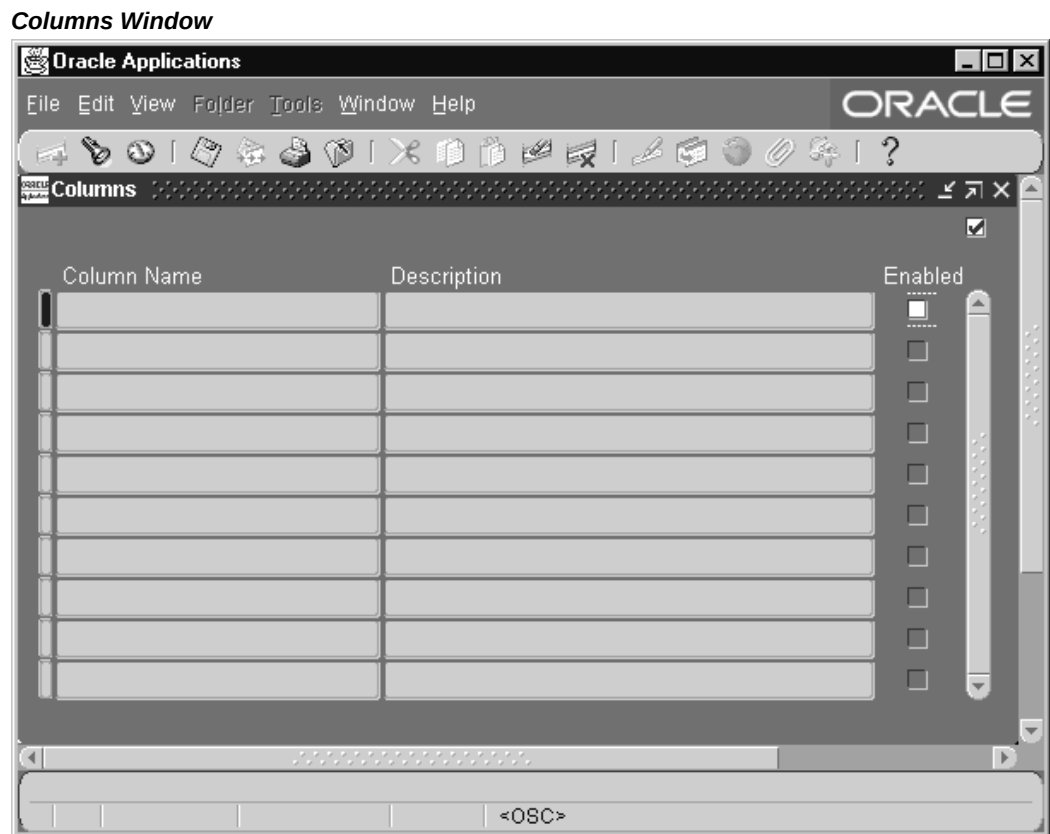 Columns Window
Oracle Applications
File Edit View Folder Tools Window Help
ORACLE
Columns
Column Name Description Enabled
<OSC>